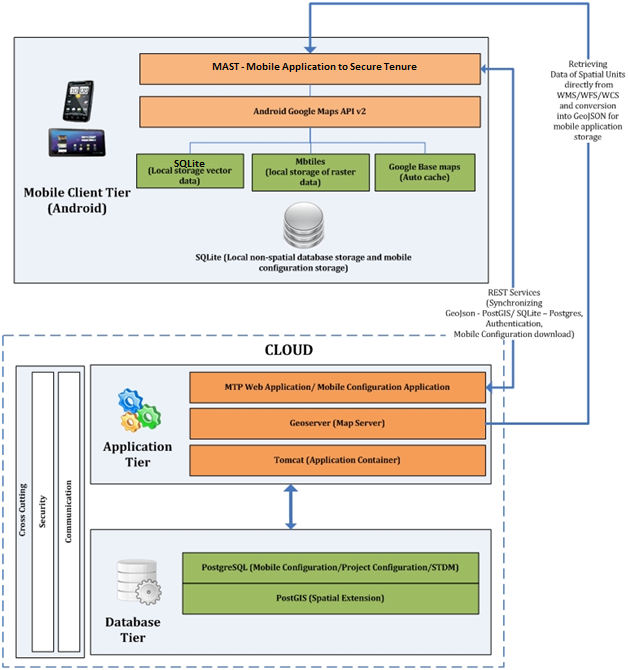 MAST - Mobile Application to Secure Tenure
Android Google Maps API v2
SQLite
(Local storage vector
data)
Mbtiles
(local storage of raster
data)
Google Base maps
(Auto cache)
Mobile Client Tier
(Android)
SQLite (Local non-spatial database storage and mobile
configuration storage)
Retrieving
Data of Spatial Units
directly from
WMS/WFS/WCS
and conversion
into GeoJSON for
mobile application
storage
REST Services
(Synchronizing
GeoJson - PostGIS/ SQLite – Postgres,
Authentication,
Mobile Configuration download)
CLOUD
Cross Cutting
Security
Communication
Application
Tier
MTP Web Application/ Mobile Configuration Application
Geoserver (Map Server)
Tomcat (Application Container)
Database
Tier
PostgreSQL (Mobile Configuration/Project Configuration/STDM)
PostGIS (Spatial Extension)